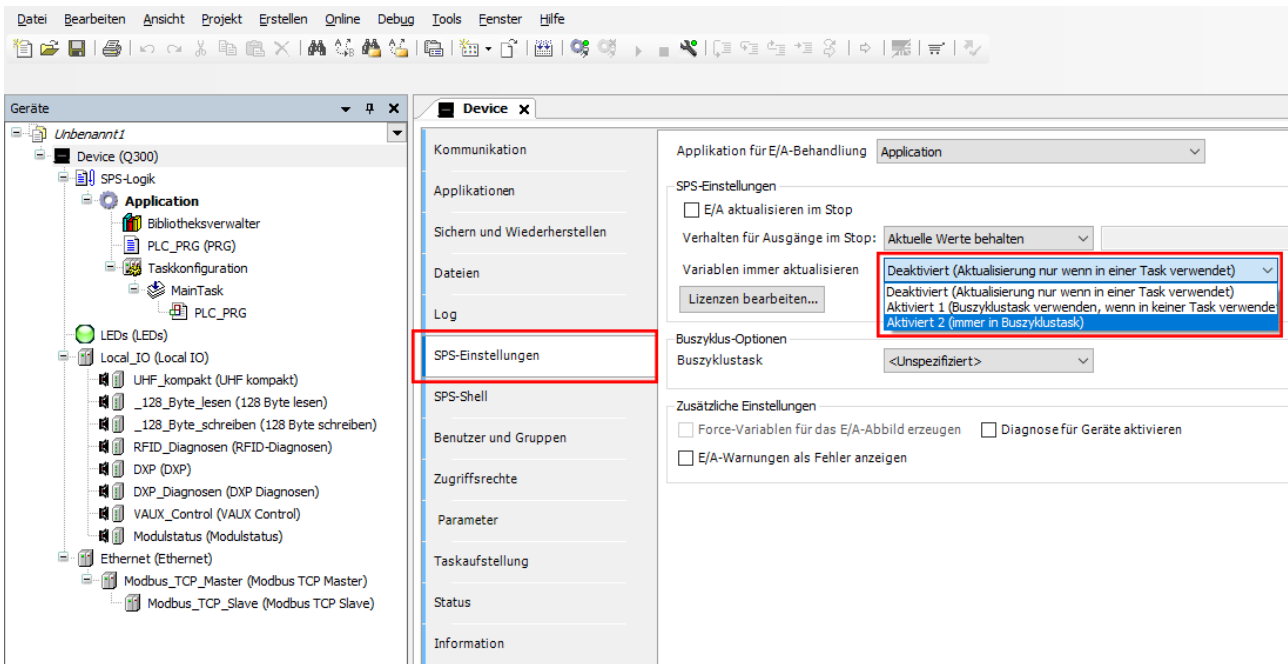 Datei Bearbeiten Ansicht Projekt Erstellen Online Debug Tools Fenster Hilfe
Geräte
Unbenannt1
Device (Q300)
SPS-Logik
Application
Bibliotheksverwalter
PLC_PRG (PRG)
Taskkonfiguration
MainTask
PLC_PRG
LEDs (LEDs)
Local_IO (Local IO)
UHF_kompakt (UHF kompakt)
_128_Byte_lesen (128 Byte lesen)
_128_Byte_schreiben (128 Byte schreiben)
RFID_Diagnosen (RFID-Diagnosen)
DXP (DXP)
DXP_Diagnosen (DXP Diagnosen)
VAUX_Control (VAUX Control)
Modulstatus (Modulstatus)
Ethernet (Ethernet)
Modbus_TCP_Master (Modbus TCP Master)
Modbus_TCP_Slave (Modbus TCP Slave)
Device
Kommunikation
Applikationen
Sichern und Wiederherstellen
Dateien
Log
SPS-Einstellungen
SPS-Shell
Benutzer und Gruppen
Zugriffsrechte
Parameter
Taskaufstellung
Status
Information
Applikation für E/A-Behandlung Application
SPS-Einstellungen
E/A aktualisieren im Stop
Verhalten für Ausgänge im Stop: Aktuelle Werte behalten
Variablen immer aktualisieren Deaktiviert (Aktualisierung nur wenn in einer Task verwendet)
Deaktiviert (Aktualisierung nur wenn in einer Task verwendet)
Aktiviert 1 (Buszyklustask verwenden, wenn in keiner Task verwendet
Aktiviert 2 (immer in Buszyklustask)
Lizenzen bearbeiten...
Buszyklus-Optionen
Buszyklustask <Unspezifiziert>
Zusätzliche Einstellungen
Force-Variablen für das E/A-Abbild erzeugen Diagnose für Geräte aktivieren
E/A-Warnungen als Fehler anzeigen